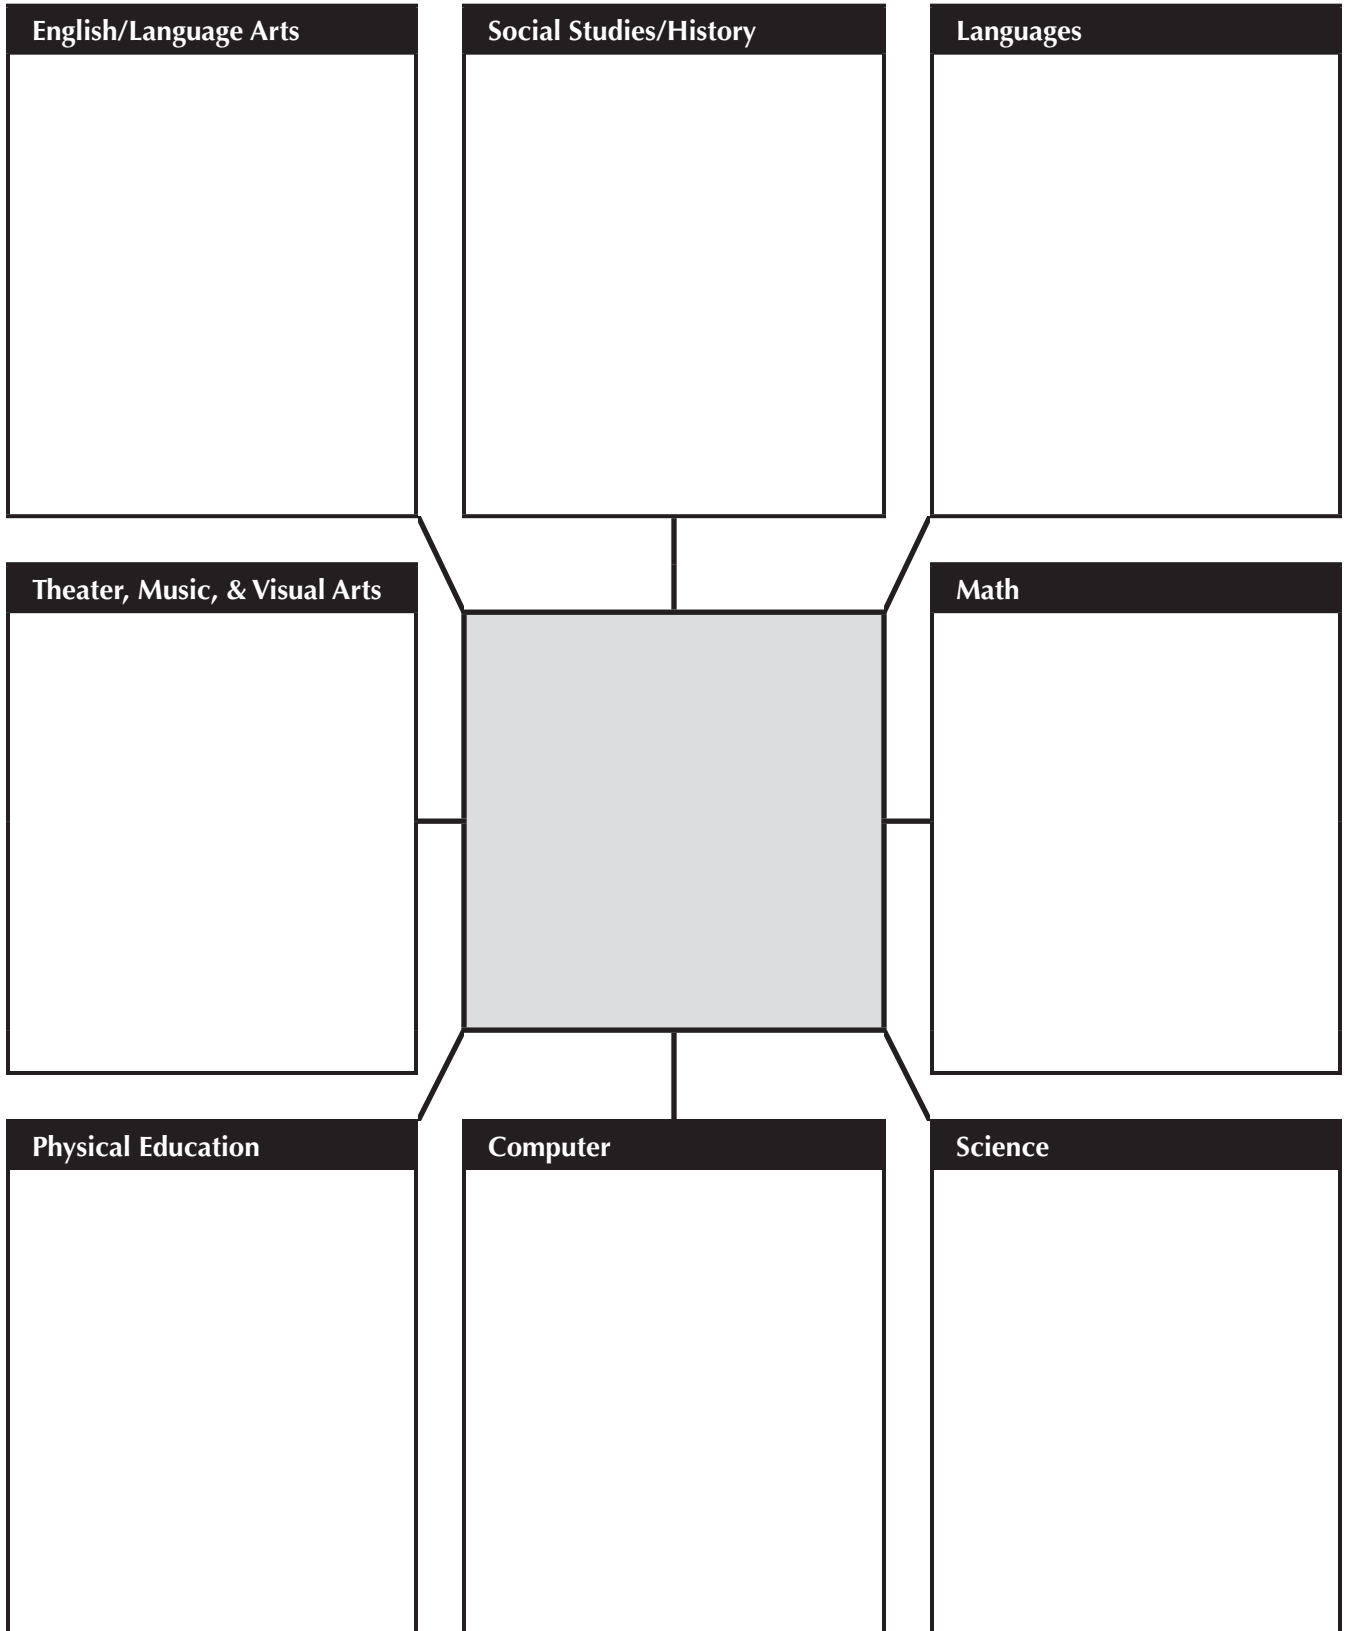 English/Language Arts
Social Studies/History
Languages
Theater, Music, & Visual Arts
Math
Physical Education
Computer
Science